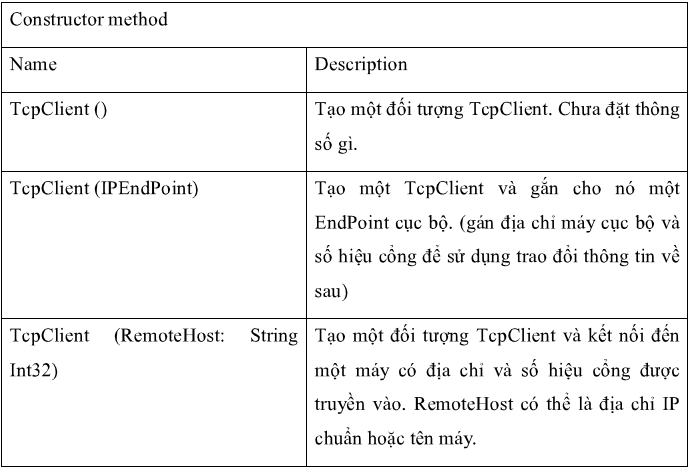 Constructor method
Name
Description
TcpClient ()
Tạo một đối tượng TcpClient. Chưa đặt thông
số gì.
TcpClient (IPEndPoint)
Tạo một TcpClient và gắn cho nó một
EndPoint cục bộ. (gán địa chỉ máy cục bộ và
số hiệu cổng để sử dụng trao đổi thông tin về
sau)
TcpClient (RemoteHost: String
Int32)
Tạo một đối tượng TcpClient và kết nối đến
một máy có địa chỉ và số hiệu cổng được
truyền vào. RemoteHost có thể là địa chỉ IP
chuẩn hoặc tên máy.